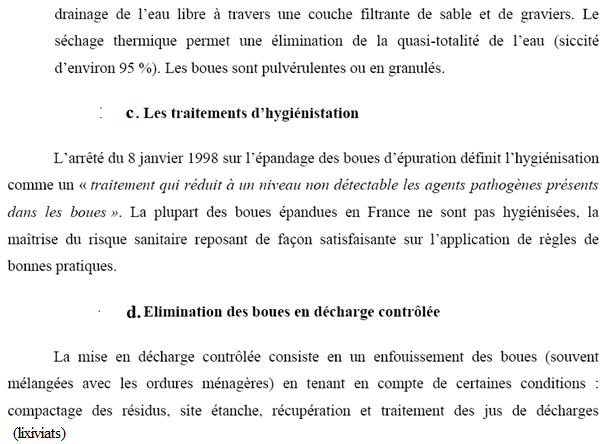 drainage de l'eau libre à travers une couche filtrante de sable et de graviers. Le
séchage thermique permet une élimination de la quasi-totalité de l'eau (siccité
d'environ 95 %). Les boues sont pulvérulentes ou en granulés.
c. Les traitements d'hygiénistation
L'arrêté du 8 janvier 1998 sur l'épandage des boues d'épuration définit l'hygiénisation
comme un « traitement qui réduit à un niveau non détectable les agents pathogènes présents
dans les boues ». La plupart des boues épandues en France ne sont pas hygiénisées, la
maîtrise du risque sanitaire reposant de façon satisfaisante sur l'application de règles de
bonnes pratiques.
d. Elimination des boues en décharge contrôlée
La mise en décharge contrôlée consiste en un enfouissement des boues (souvent
mélangées avec les ordures ménagères) en tenant en compte de certaines conditions :
compactage des résidus, site étanche, récupération et traitement des jus de décharges
(lixiviats)